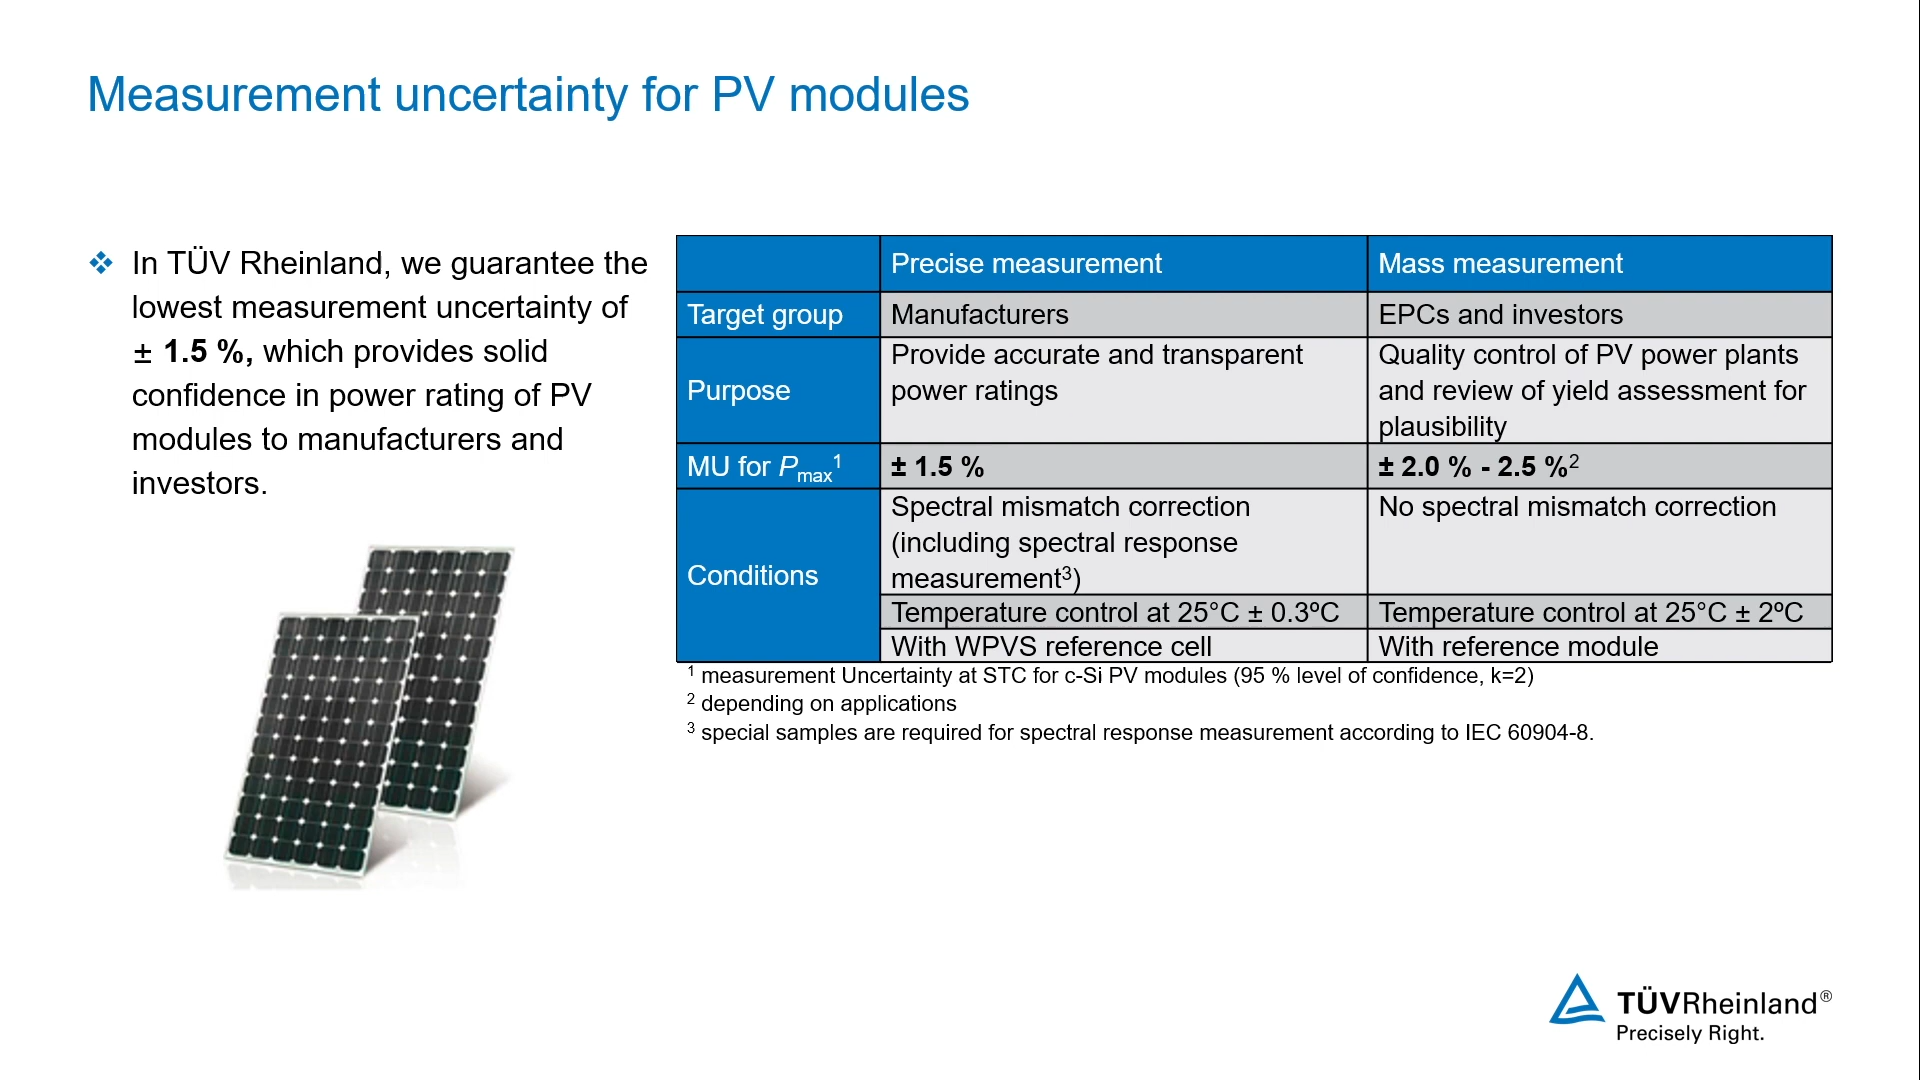 Measurement uncertainty for PV modules
❖ In TÜV Rheinland, we guarantee the
lowest measurement uncertainty of
± 1.5 %, which provides solid
confidence in power rating of PV
modules to manufacturers and
investors.
Precise measurement
Mass measurement
Target group
Manufacturers
EPCs and investors
Purpose
Provide accurate and transparent
power ratings
Quality control of PV power plants
and review of yield assessment for
plausibility
MU for Pmax¹
± 1.5 %
± 2.0 % - 2.5 %²
Conditions
Spectral mismatch correction
(including spectral response
measurement³)
No spectral mismatch correction
Temperature control at 25°C ± 0.3ºC
Temperature control at 25°C ± 2ºC
With WPVS reference cell
With reference module
¹ measurement Uncertainty at STC for c-Si PV modules (95 % level of confidence, k=2)
² depending on applications
³ special samples are required for spectral response measurement according to IEC 60904-8.
TÜVRheinland®
Precisely Right.